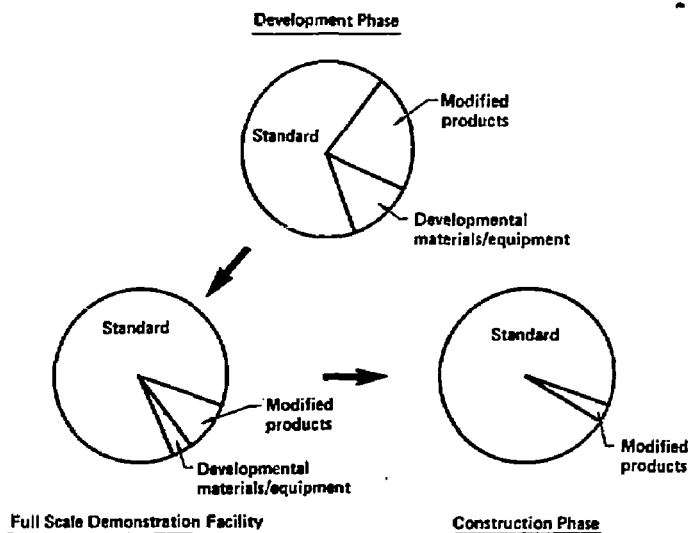 Development Phase
Standard
Modified
products
Developmental
materials/equipment
Standard
Modified
products
Developmental
materials/equipment
Full Scale Demonstration Facility
Standard
Modified
products
Construction Phase